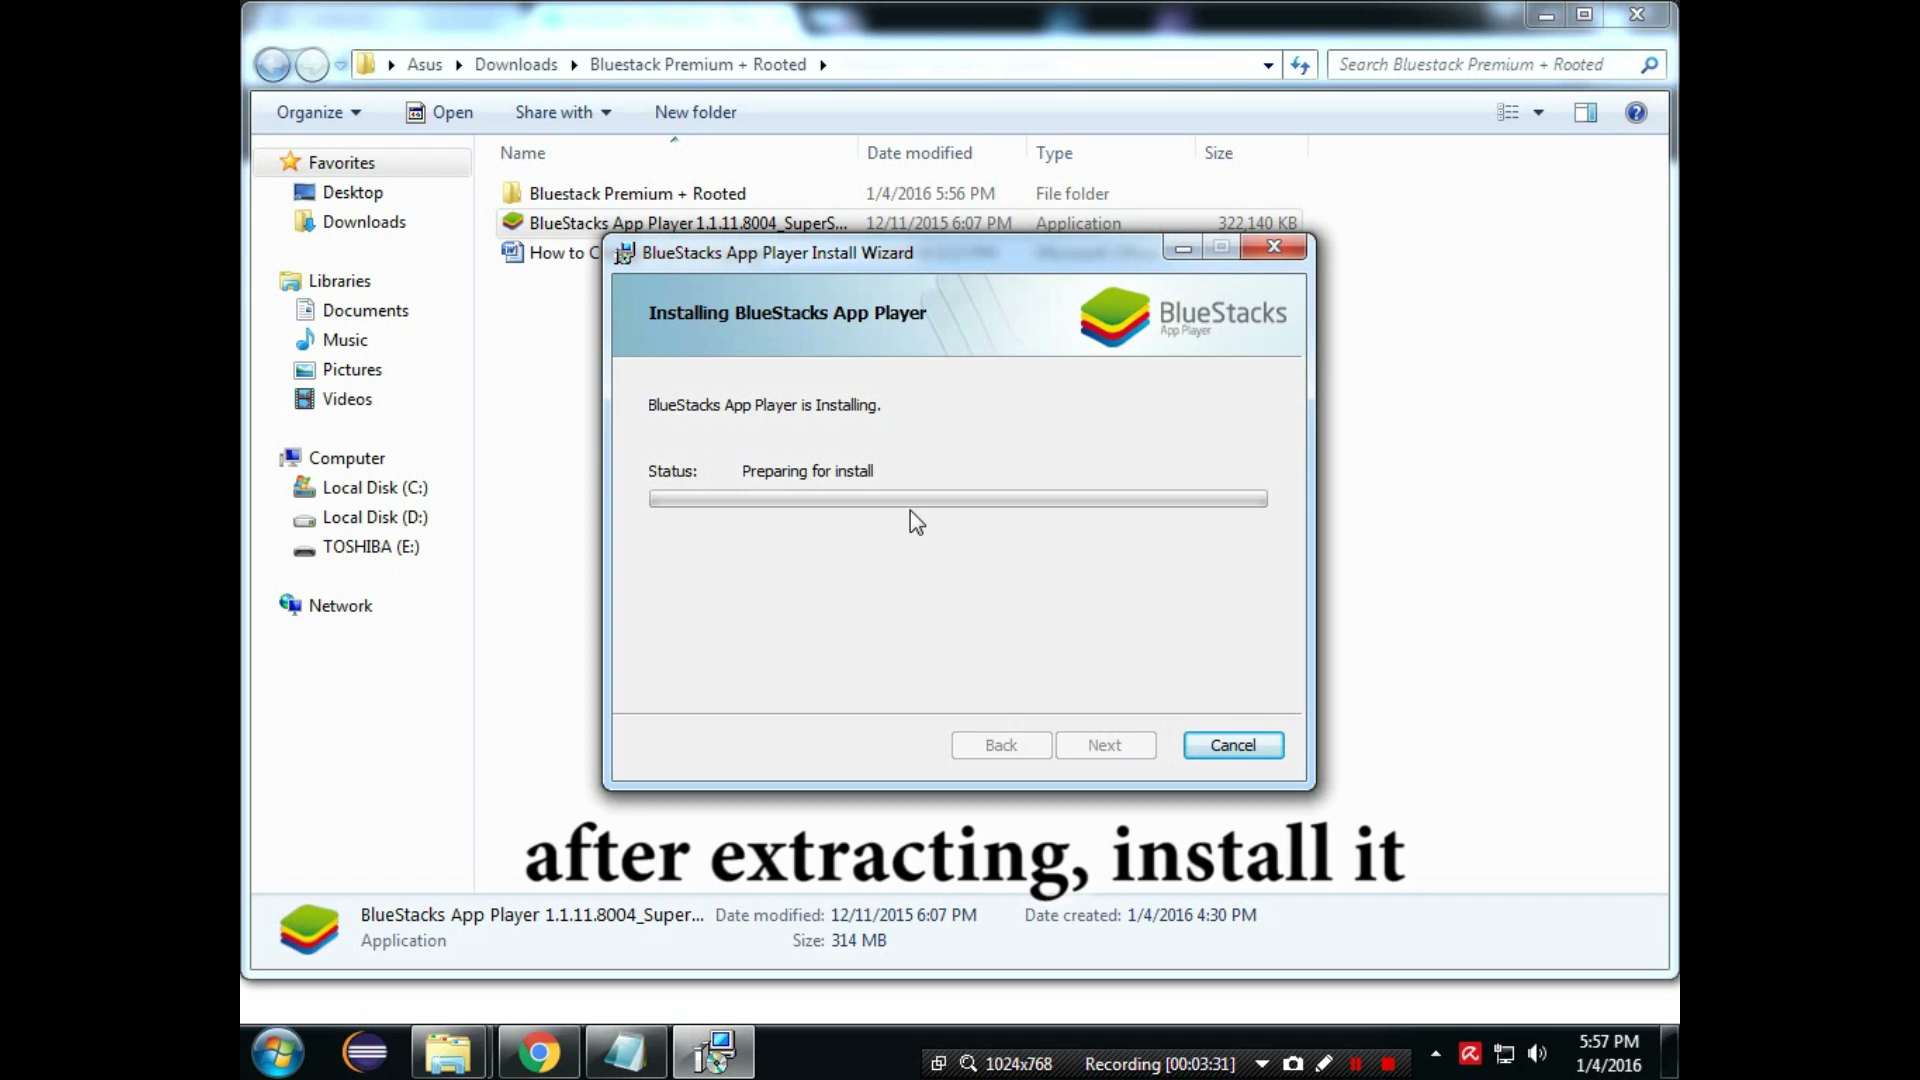 Asus
Downloads
Bluestack Premium + Rooted
Search Bluestack Premium + Rooted
Organize
Open
Share with
New folder
Name
Date modified
Type
Size
Favorites
Desktop
Downloads
Libraries
Documents
Music
Pictures
Videos
Computer
Local Disk (C:)
Local Disk (D:)
TOSHIBA (E:)
Network
Bluestack Premium + Rooted
1/4/2016 5:56 PM
File folder
BlueStacks App Player 1.1.11.8004_SuperS...
12/11/2015 6:07 PM
Application
322,140 KB
How to C
BlueStacks App Player Install Wizard
Installing BlueStacks App Player
BlueStacks
App Player
BlueStacks App Player is Installing.
Status:
Preparing for install
Back
Next
Cancel
after extracting, install it
BlueStacks App Player 1.1.11.8004_Super...
Date modified: 12/11/2015 6:07 PM
Date created: 1/4/2016 4:30 PM
Application
Size: 314 MB
1024x768
Recording [00:03:31]
5:57 PM
1/4/2016